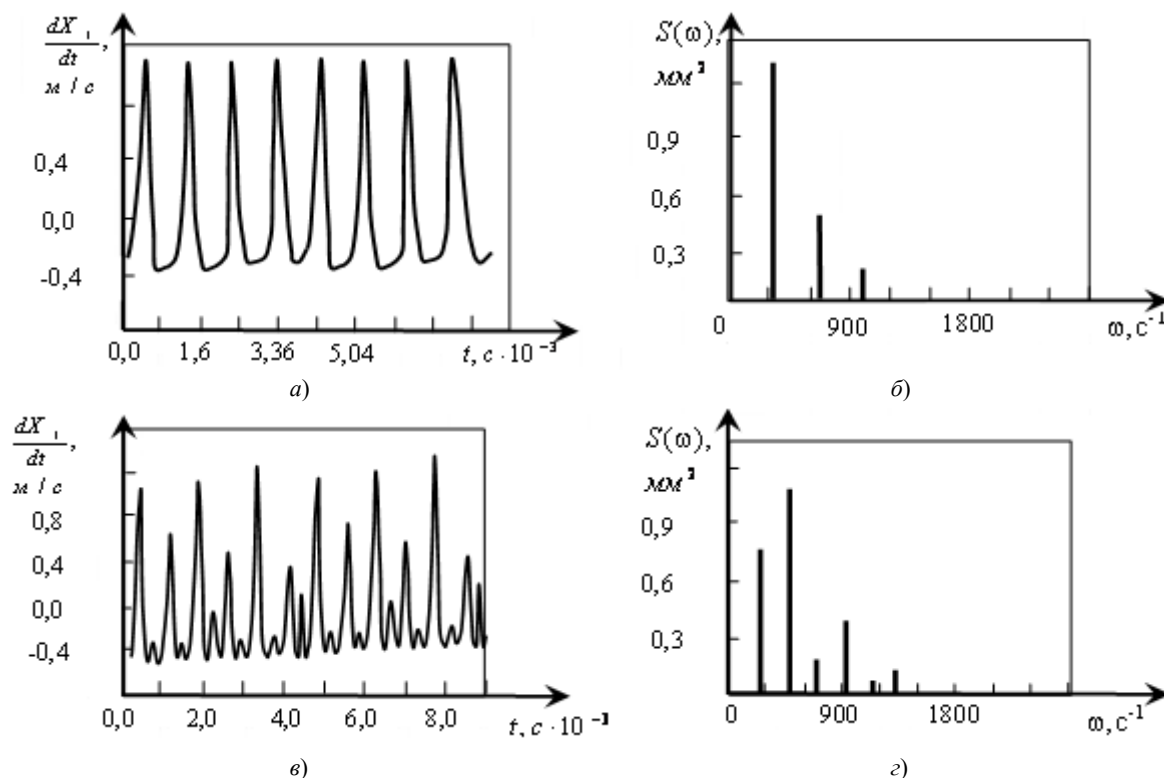 dX₁
dt
,
м / с
0,4
0,0
-0,4
0,0 1,6 3,36 5,04 t, с · 10⁻³
а)
S(ω),
мм²
0,9
0,6
0,3
0 900 1800 ω, с⁻¹
б)
dX₁
dt
,
м / с
0,8
0,4
0,0
-0,4
0,0 2,0 4,0 6,0 8,0 t, с · 10⁻³
в)
S(ω),
мм²
0,9
0,6
0,3
0 900 1800 ω, с⁻¹
г)